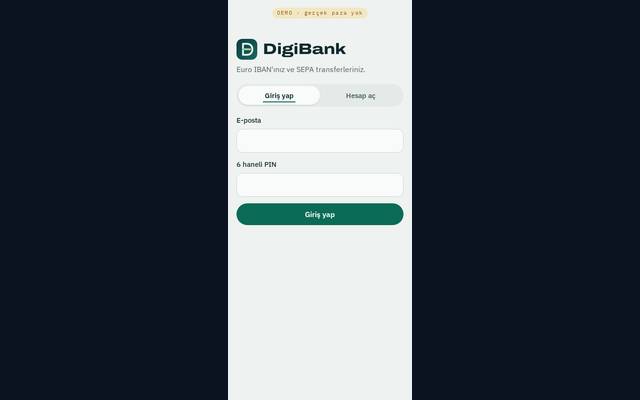 DEMO · gerçek para yok
DigiBank
Euro IBAN'ınız ve SEPA transferleriniz.
Giriş yap
Hesap aç
E-posta
6 haneli PIN
Giriş yap